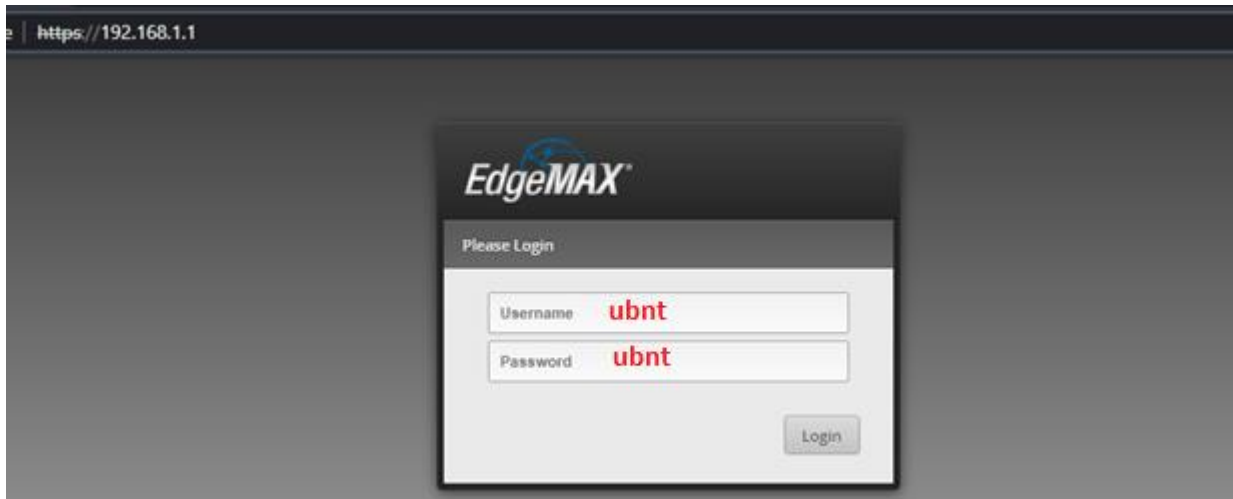 e | https://192.168.1.1
EdgeMAX®
Please Login
Username ubnt
Password ubnt
Login